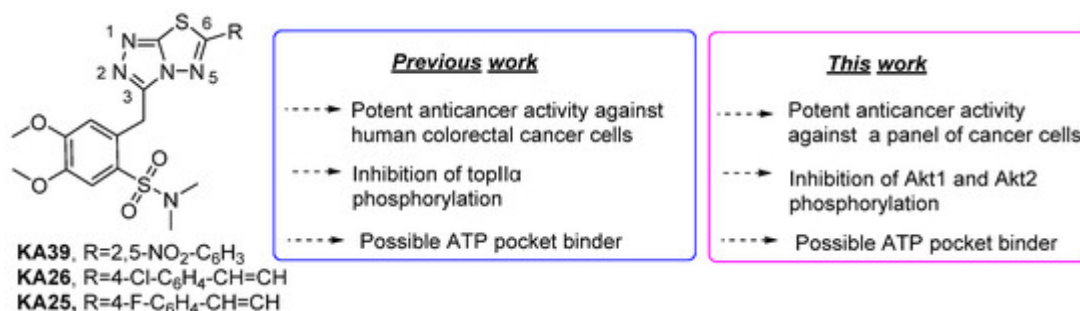 S
6
R
1
N
N
2
N
N
5
3
O
O
O
S
N
O
KA39, R=2,5-NO₂-C₆H₃
KA26, R=4-Cl-C₆H₄-CH=CH
KA25, R=4-F-C₆H₄-CH=CH
Previous work
Potent anticancer activity against
human colorectal cancer cells
Inhibition of topIIα
phosphorylation
Possible ATP pocket binder
This work
Potent anticancer activity
against a panel of cancer cells
Inhibition of Akt1 and Akt2
phosphorylation
Possible ATP pocket binder